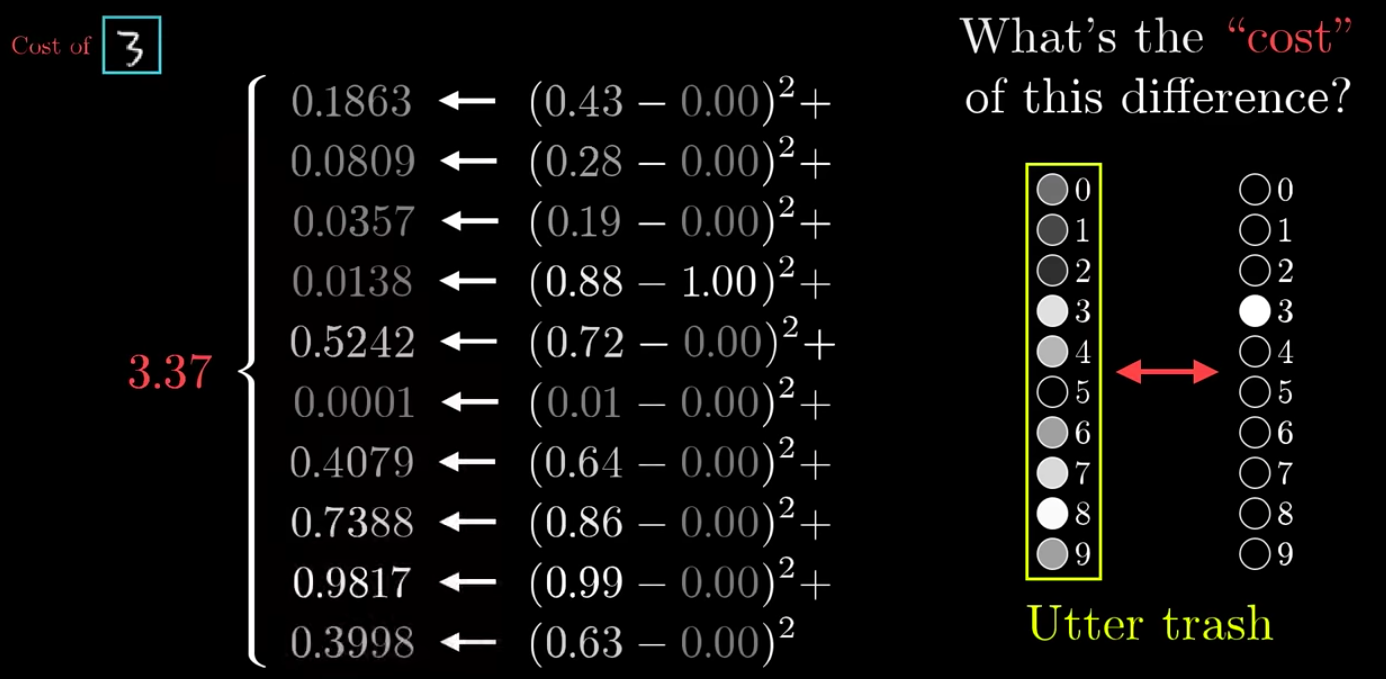 Cost of 3
What's the “cost”
of this difference?
0.1863 ← (0.43 − 0.00)²+
0.0809 ← (0.28 − 0.00)²+
0.0357 ← (0.19 − 0.00)²+
0.0138 ← (0.88 − 1.00)²+
0.5242 ← (0.72 − 0.00)²+
0.0001 ← (0.01 − 0.00)²+
0.4079 ← (0.64 − 0.00)²+
0.7388 ← (0.86 − 0.00)²+
0.9817 ← (0.99 − 0.00)²+
0.3998 ← (0.63 − 0.00)²
3.37
0 0
1 1
2 2
3 3
4 4
5 5
6 6
7 7
8 8
9 9
Utter trash